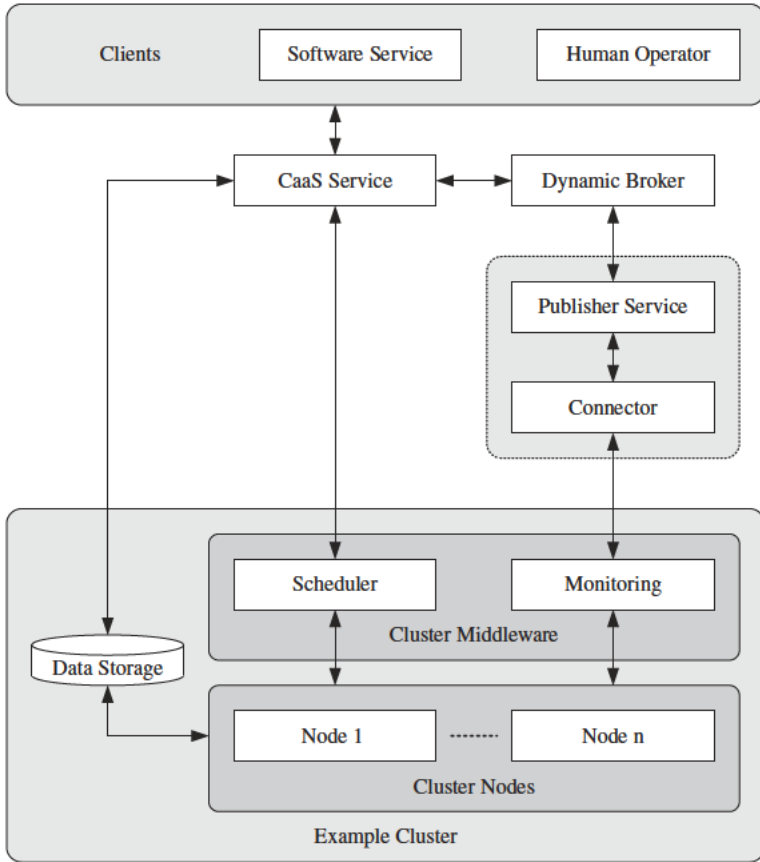 Clients
Software Service
Human Operator
CaaS Service
Dynamic Broker
Publisher Service
Connector
Scheduler
Monitoring
Cluster Middleware
Data Storage
Node 1
Node n
Cluster Nodes
Example Cluster